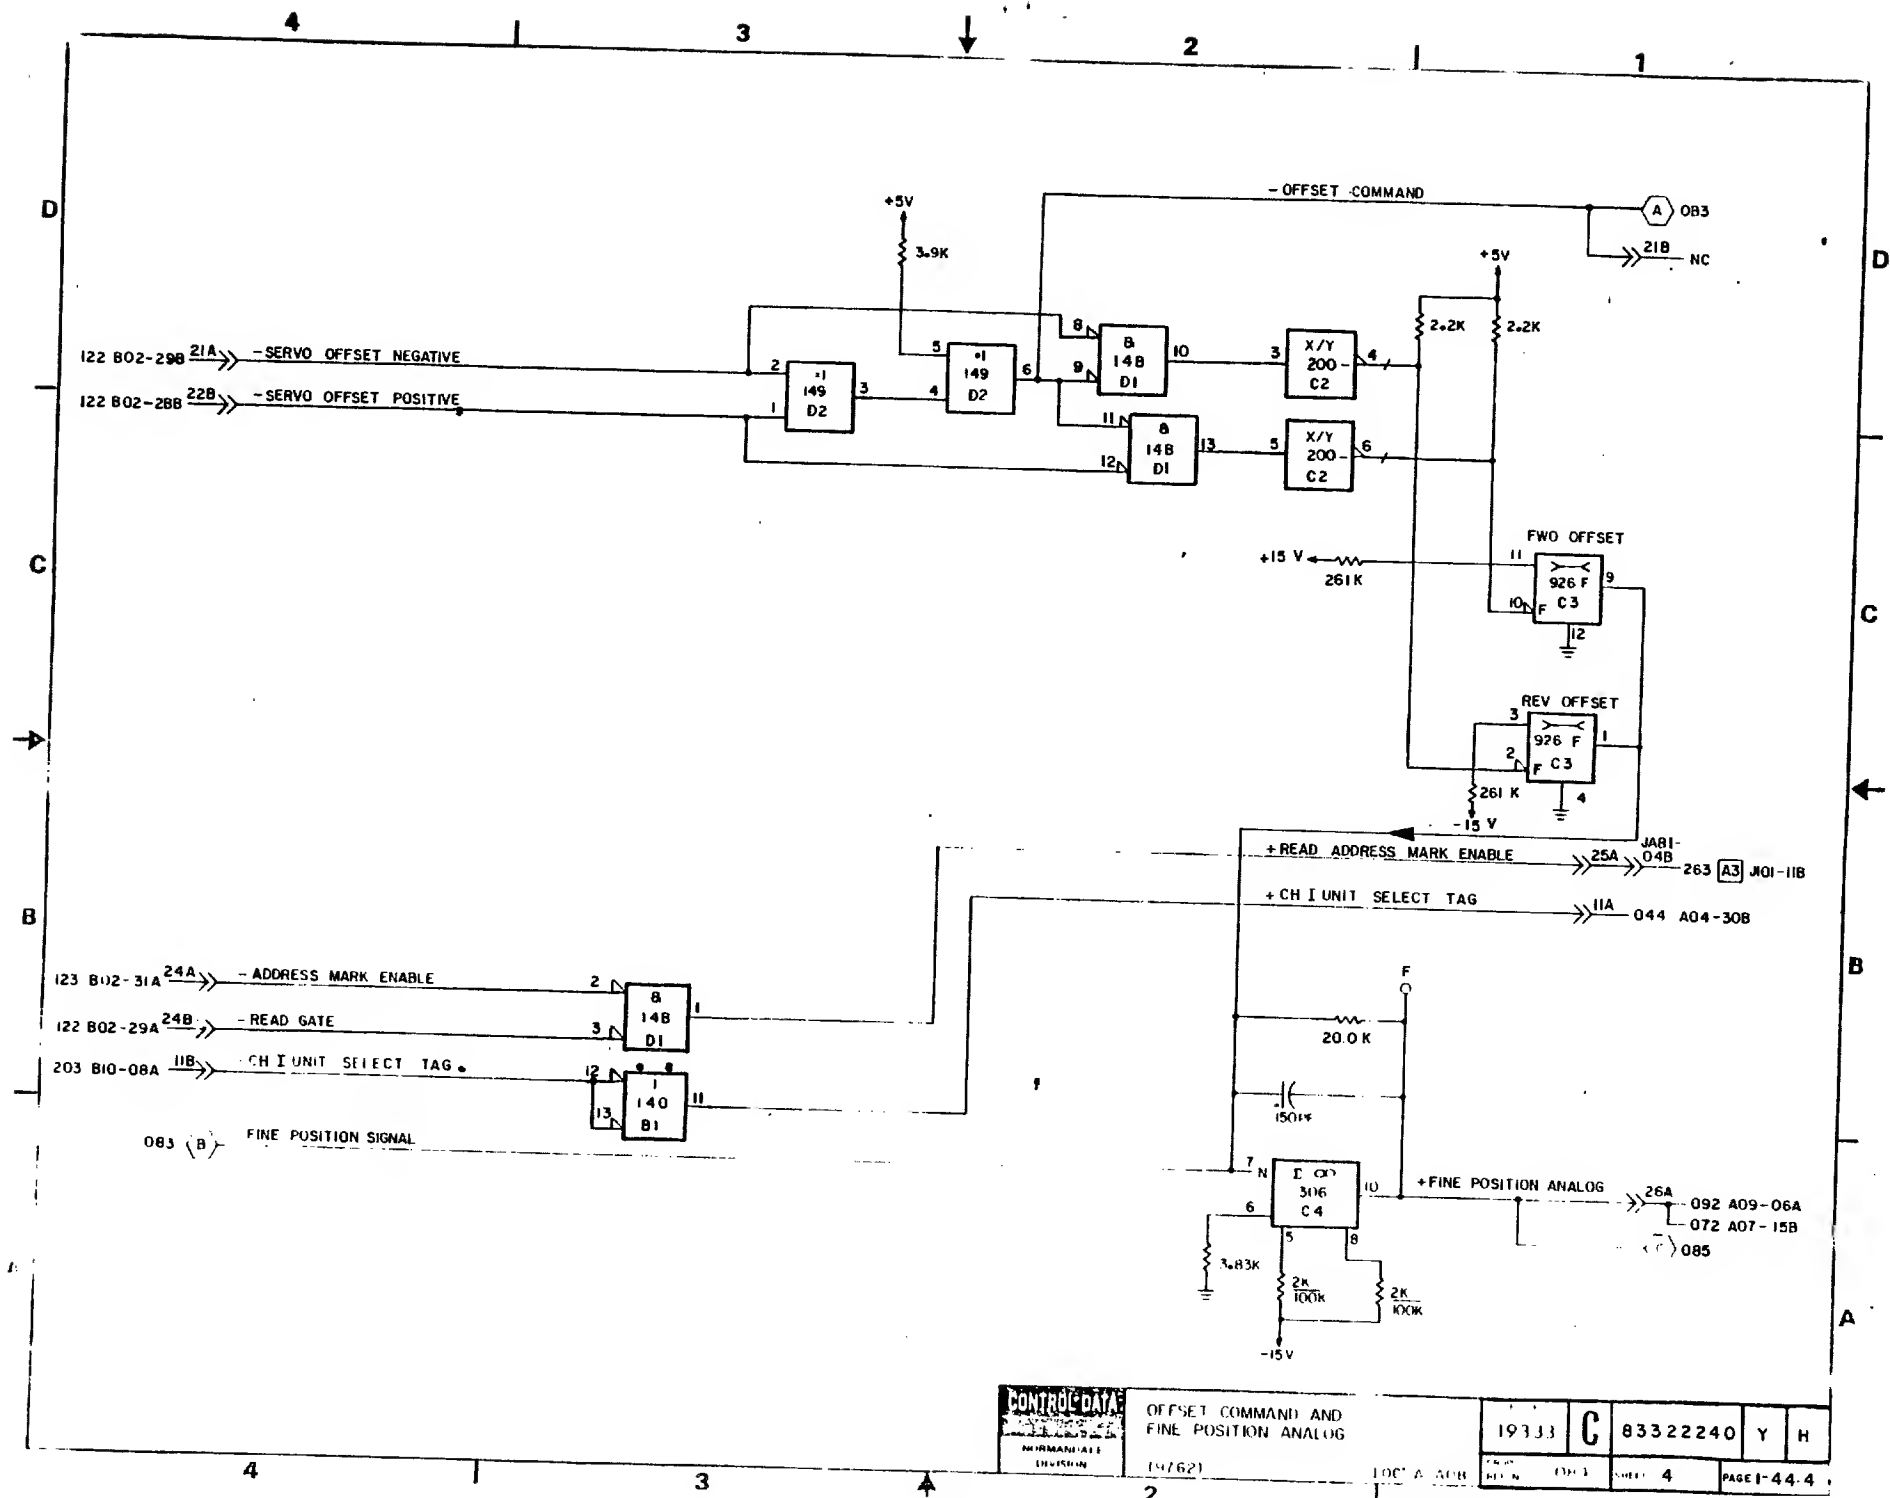 4
3
2
1
D
- OFFSET COMMAND
A 0B3
21B
NC
D
+5V
3.9K
+5V
2.2K
2.2K
122 B02-29B 21A - SERVO OFFSET NEGATIVE
122 B02-28B 22B - SERVO OFFSET POSITIVE
2
1
149
D2
3
5
4
149
D2
6
8
9
&
14B
D1
10
3
X/Y
200-
C2
4
11
12
&
14B
D1
13
5
X/Y
200-
C2
6
C
+15 V
261K
FWO OFFSET
11
926 F
C3
9
10
F
12
C
REV OFFSET
3
926 F
C3
1
2
F
4
261 K
-15 V
+ READ ADDRESS MARK ENABLE 25A JA81-
04B
263 A3 J101-11B
+ CH I UNIT SELECT TAG 11A 044 A04-30B
B
B
123 B02-31A 24A - ADDRESS MARK ENABLE
122 B02-29A 24B - READ GATE
203 B10-08A 11B - CH I UNIT SELECT TAG
2
3
&
14B
D1
1
12
13
1
140
B1
11
F
20.0 K
150PF
083 B FINE POSITION SIGNAL
7
N
Σ ∞
306
C4
10
6
5
8
+FINE POSITION ANALOG
26A
092 A09-06A
072 A07-15B
085
3.83K
2K
100K
2K
100K
-15V
A
CONTROL DATA
NORMANDALE
DIVISION
OFFSET COMMAND AND
FINE POSITION ANALOG
(9762)
19333
C
83322240
Y
H
SHEET 4
PAGE 1-44.4
4
3
2